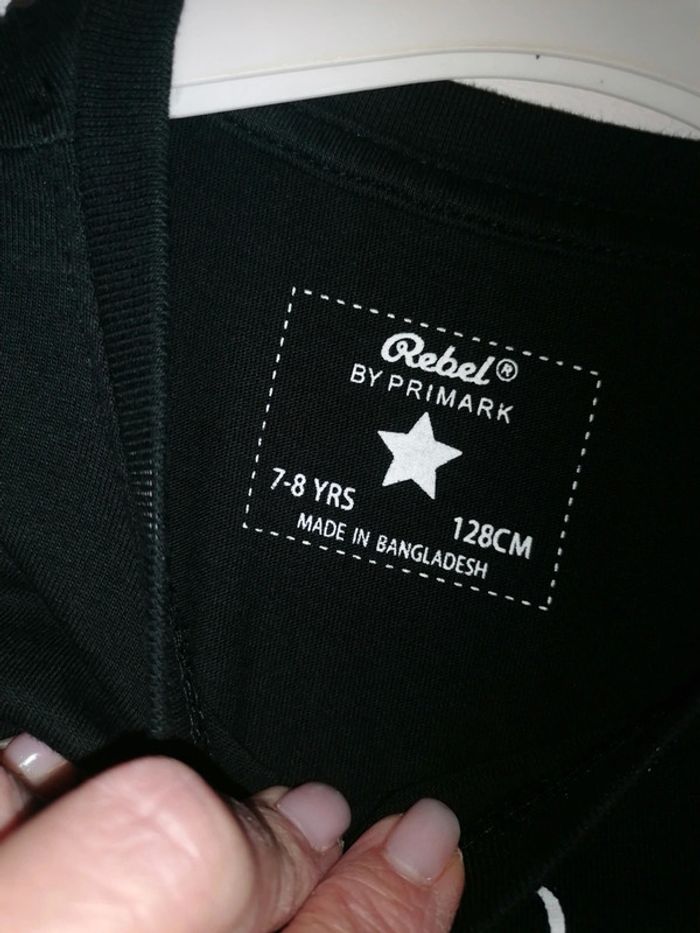 Rebel®
BY PRIMARK
7-8 YRS
128CM
MADE IN BANGLADESH